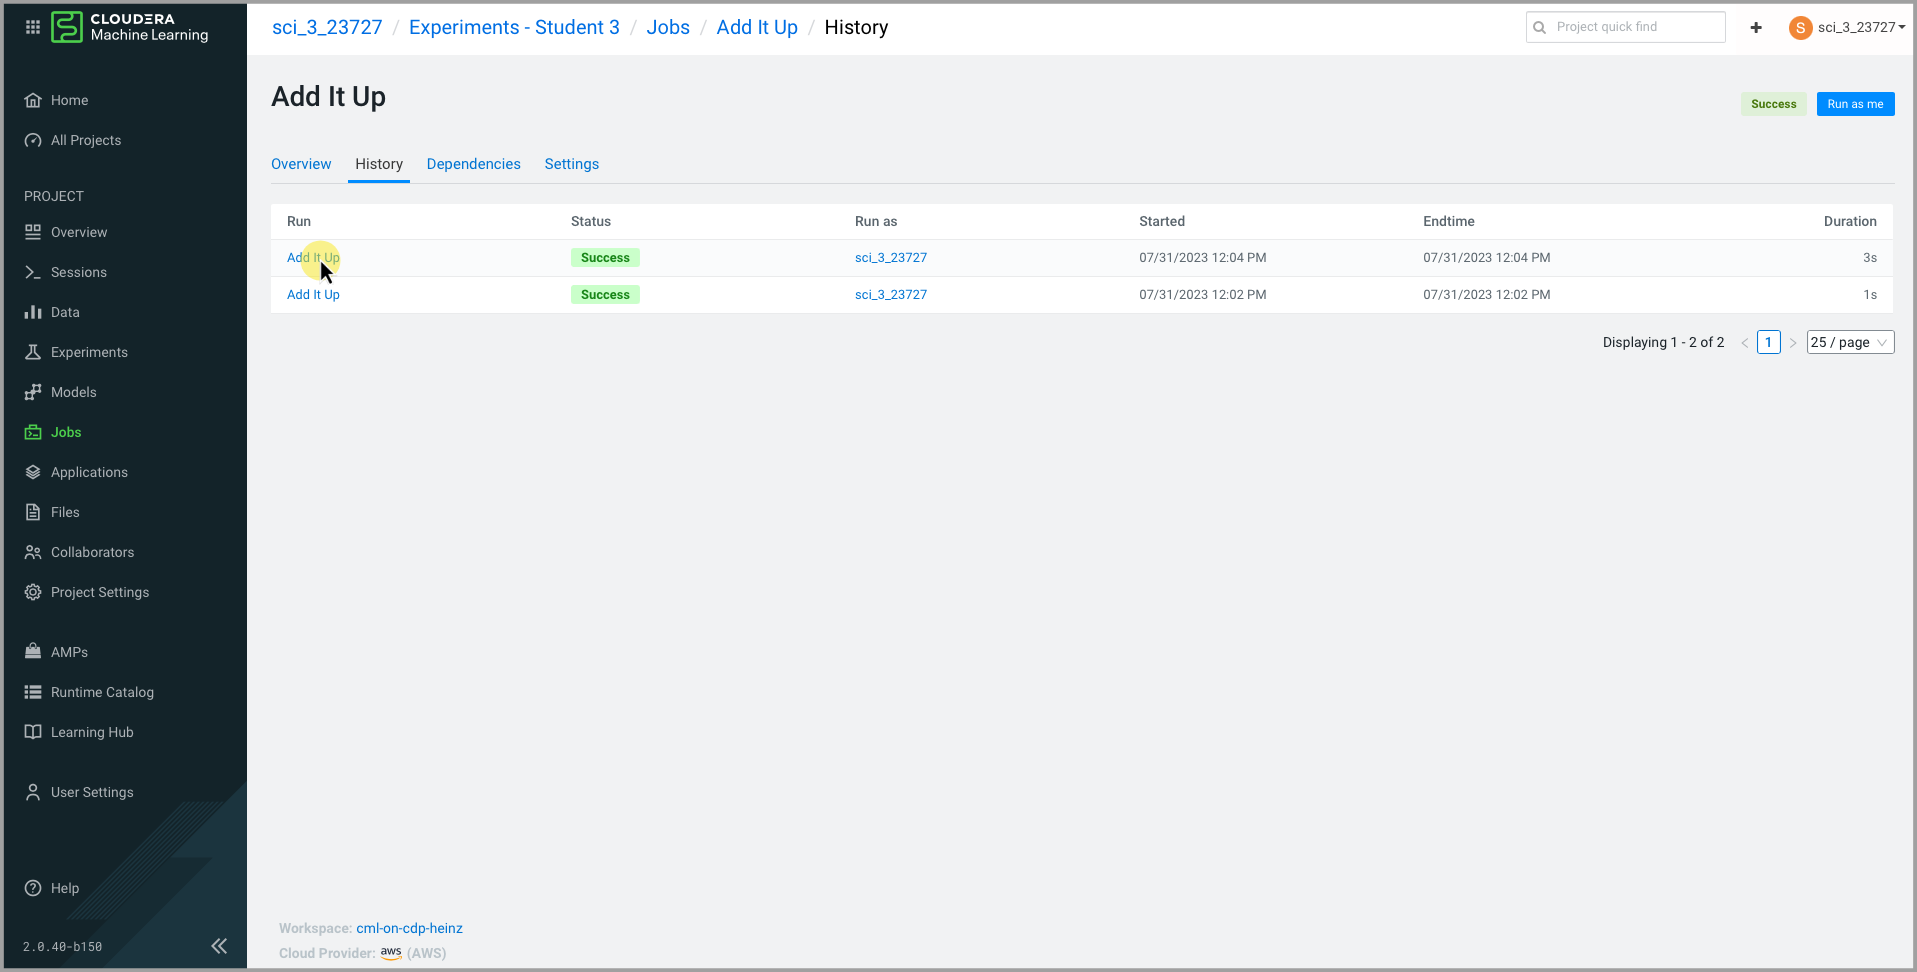 CLOUDERA
Machine Learning
sci_3_23727 / Experiments - Student 3 / Jobs / Add It Up / History
Project quick find
+
S
sci_3_23727
Home
All Projects
PROJECT
Overview
Sessions
Data
Experiments
Models
Jobs
Applications
Files
Collaborators
Project Settings
AMPs
Runtime Catalog
Learning Hub
User Settings
Help
2.0.40-b150
Add It Up
Success
Run as me
Overview History Dependencies Settings
Run Status Run as Started Endtime Duration
Add It Up Success sci_3_23727 07/31/2023 12:04 PM 07/31/2023 12:04 PM 3s
Add It Up Success sci_3_23727 07/31/2023 12:02 PM 07/31/2023 12:02 PM 1s
Displaying 1 - 2 of 2 < 1 > 25 / page
Workspace: cml-on-cdp-heinz
Cloud Provider: aws (AWS)